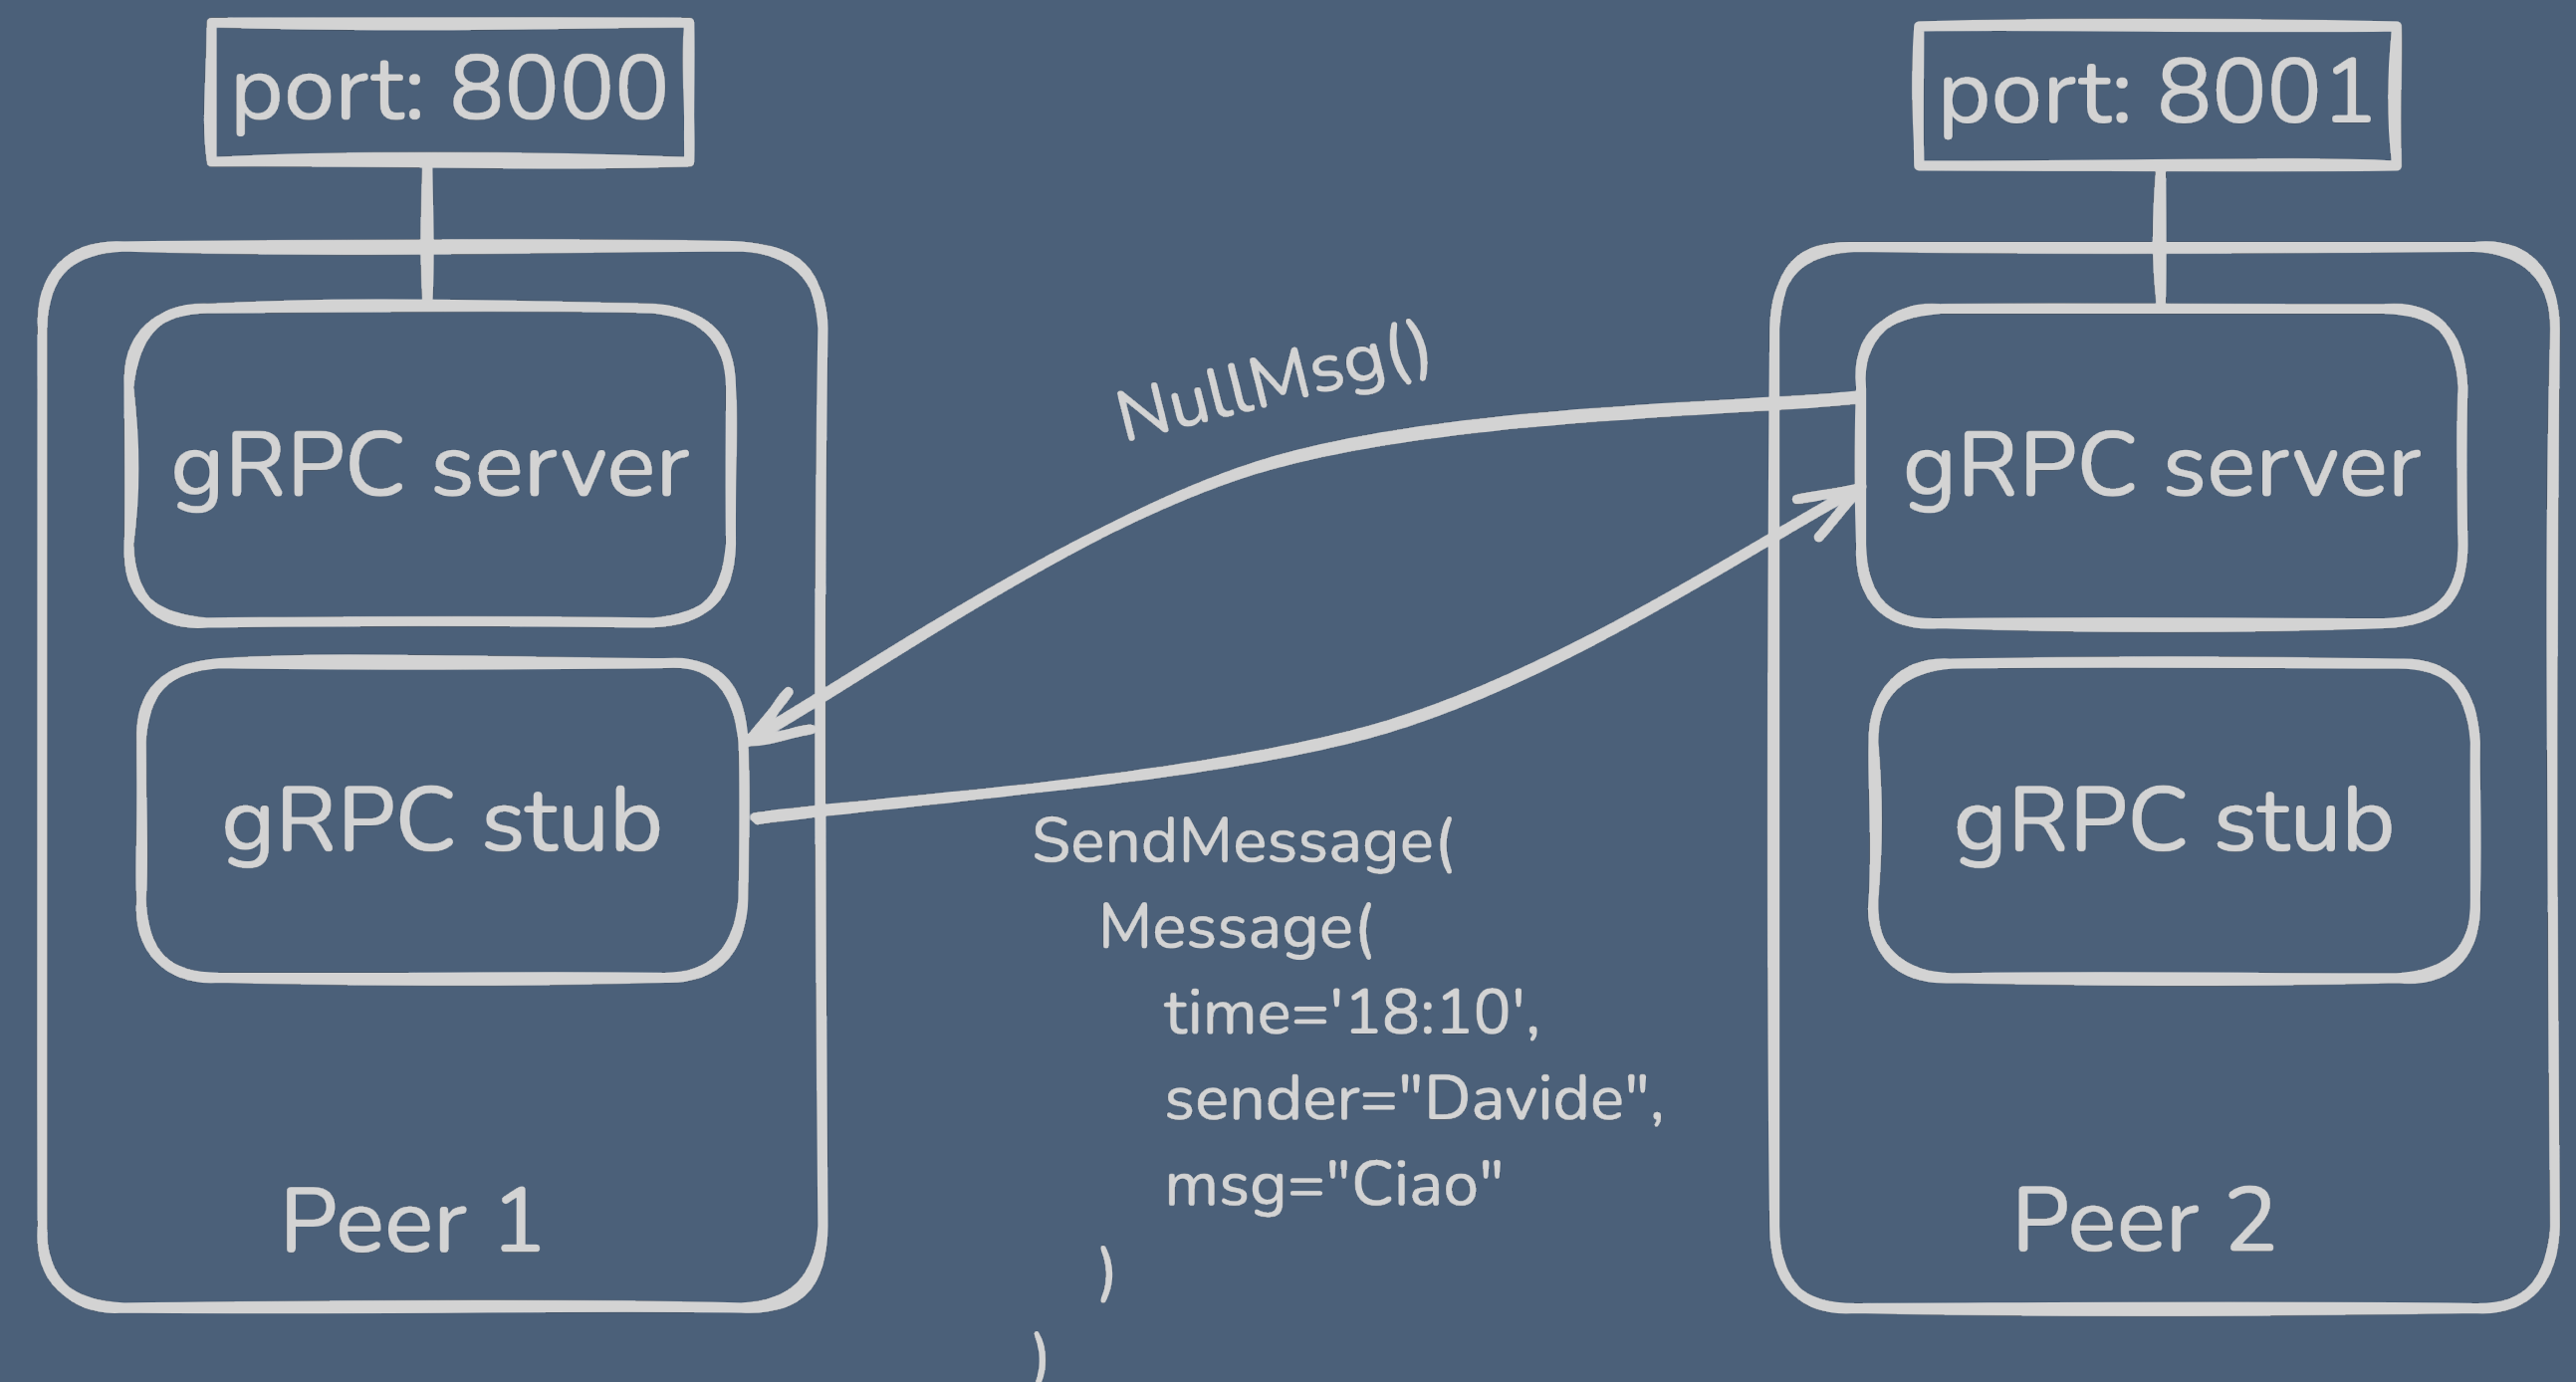 port: 8000
port: 8001
NullMsg()
gRPC server
gRPC server
gRPC stub
gRPC stub
SendMessage(
Message(
time='18:10',
sender="Davide",
msg="Ciao"
)
)
Peer 1
Peer 2